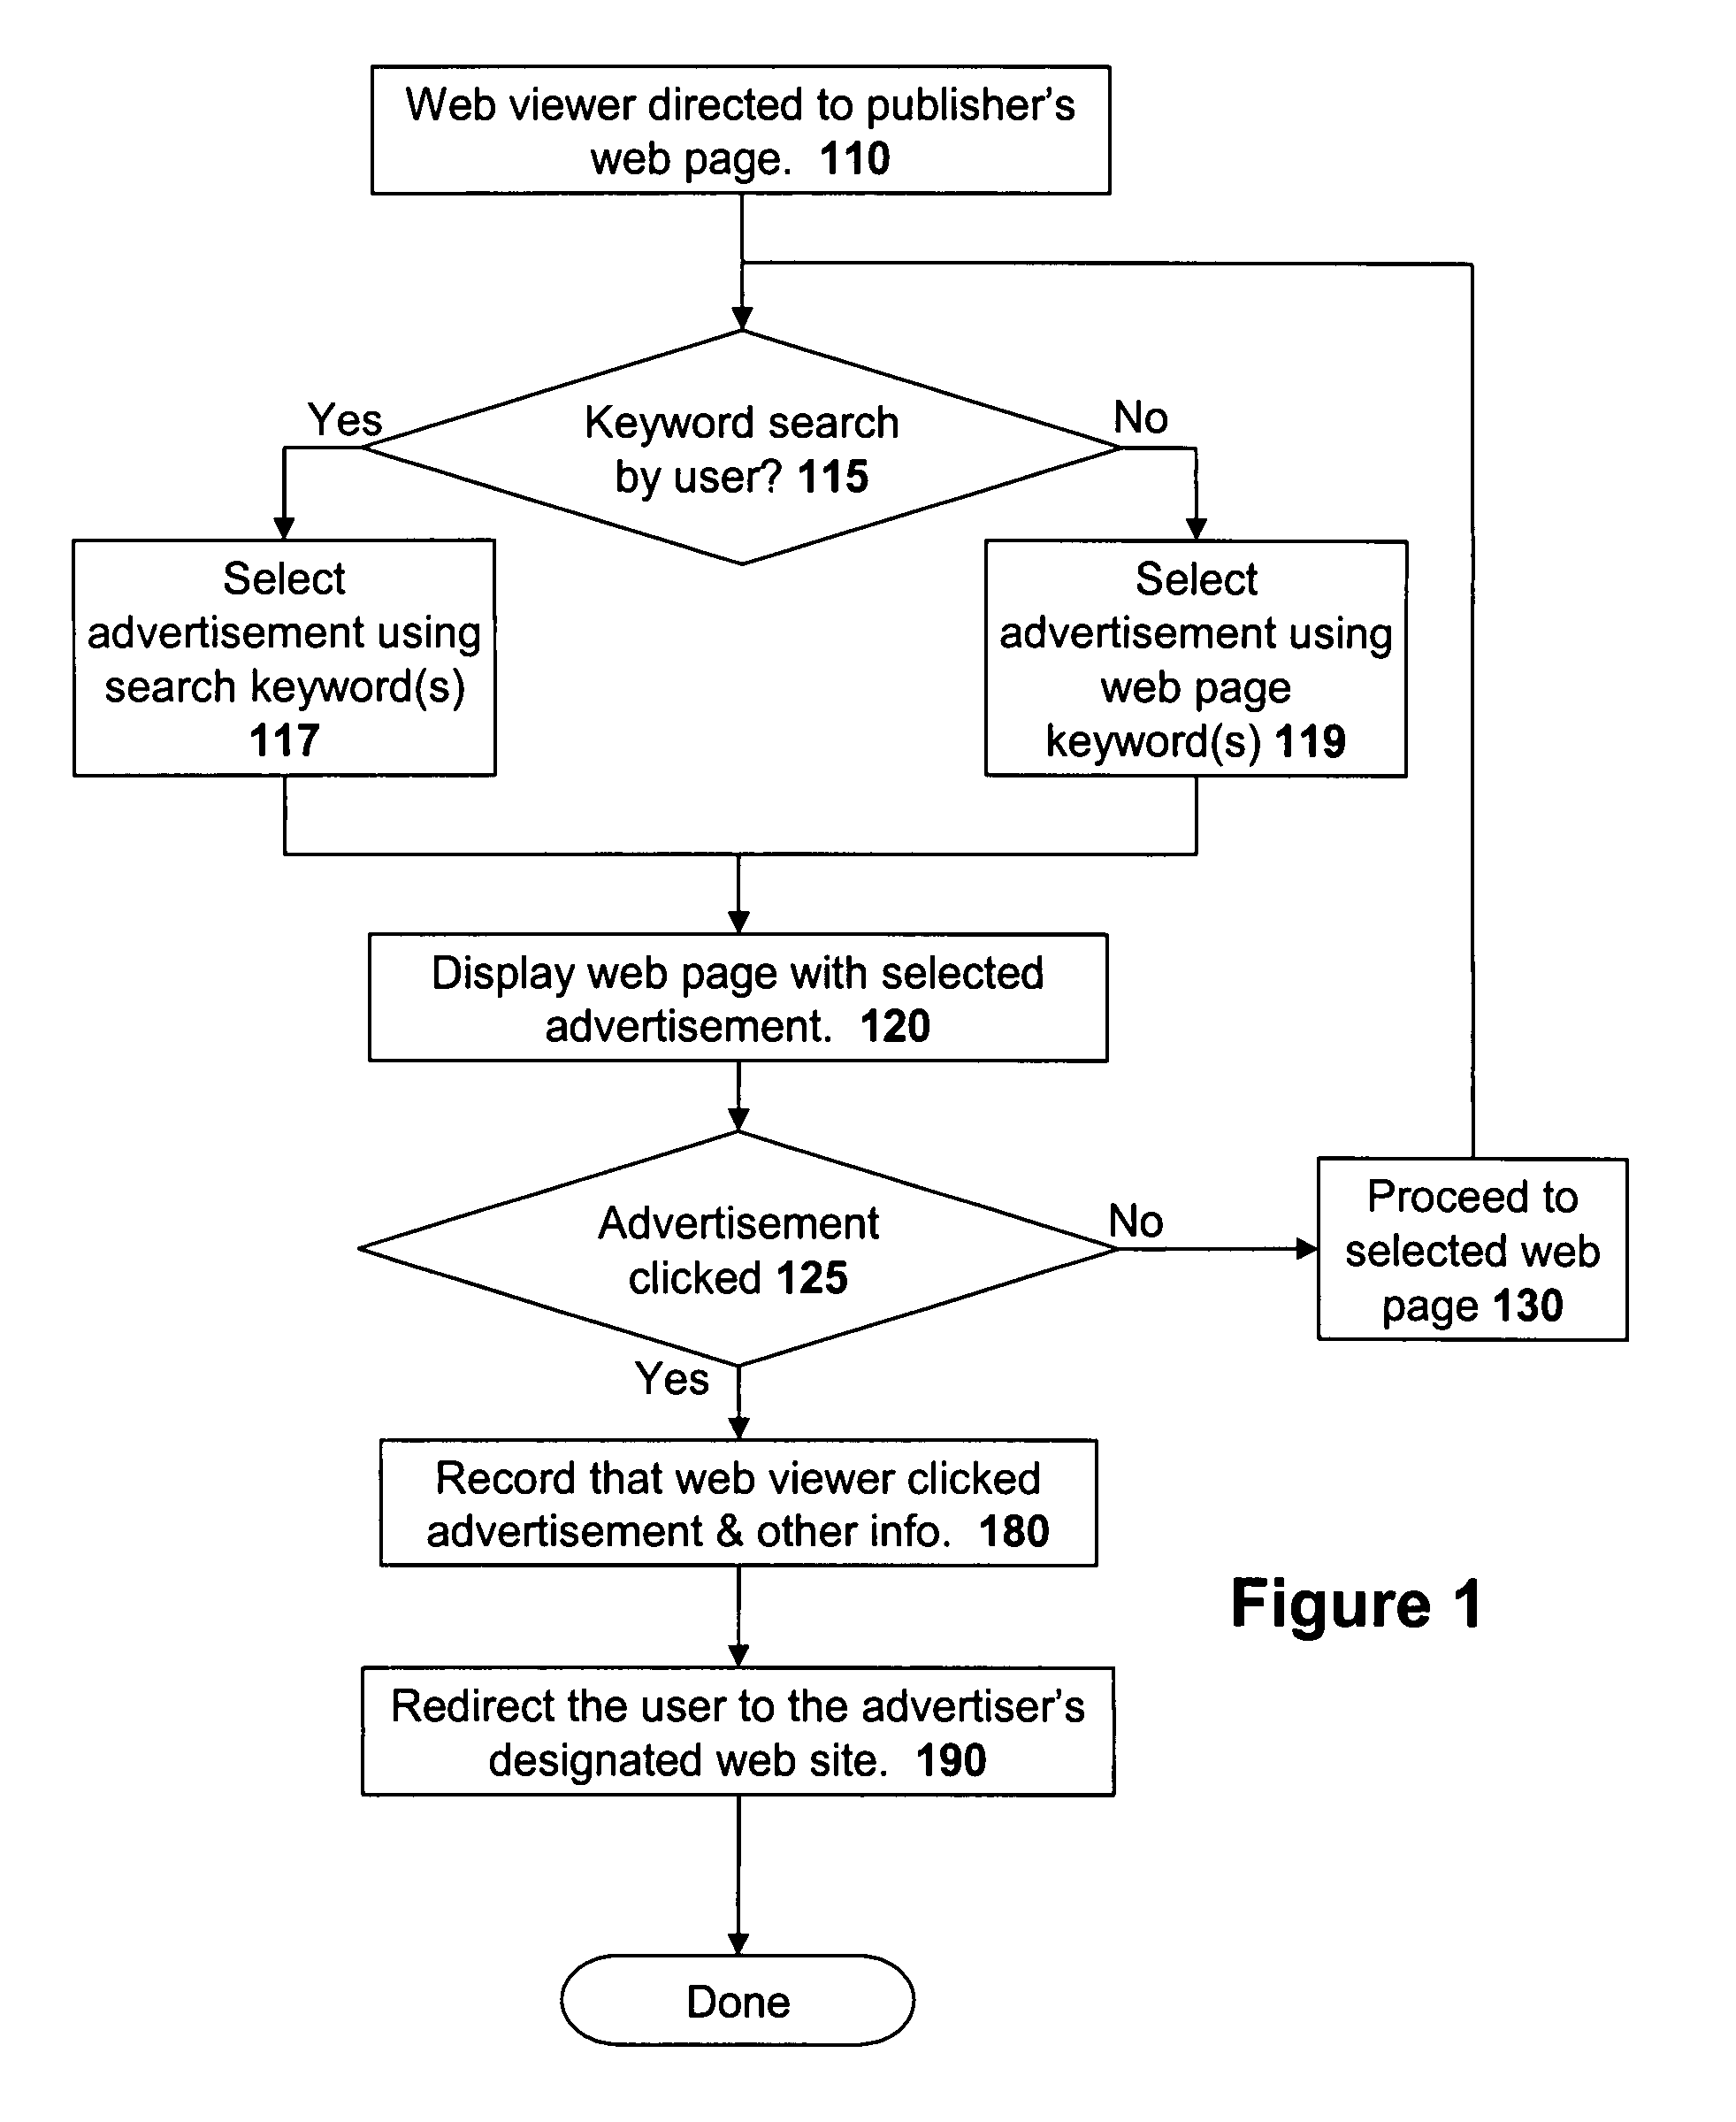 Web viewer directed to publisher's
web page. 110
Yes
No
Keyword search
by user? 115
Select
advertisement using
search keyword(s)
117
Select
advertisement using
web page
keyword(s) 119
Display web page with selected
advertisement. 120
Advertisement
clicked 125
No
Proceed to
selected web
page 130
Yes
Record that web viewer clicked
advertisement & other info. 180
Figure 1
Redirect the user to the advertiser's
designated web site. 190
Done